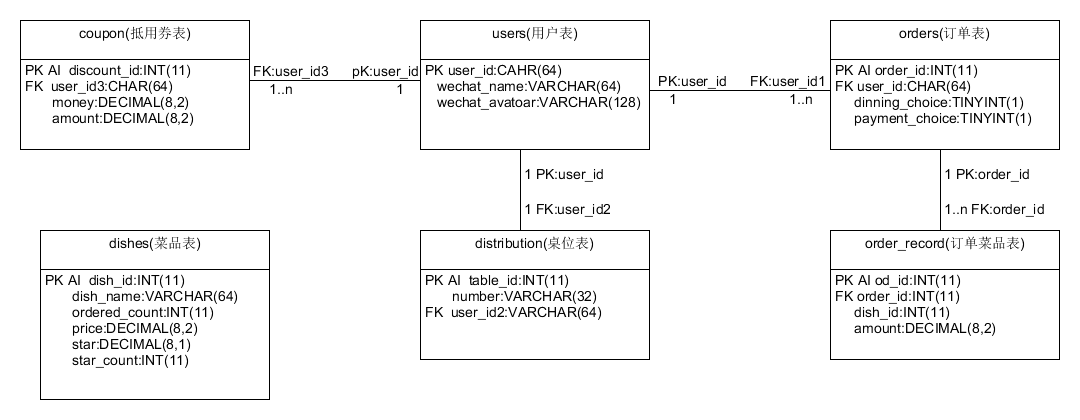 coupon(抵用券表)
PK AI  discount_id:INT(11)
FK  user_id3:CHAR(64)
money:DECIMAL(8,2)
amount:DECIMAL(8,2)
FK:user_id3
1..n
pK:user_id
1
users(用户表)
PK user_id:CAHR(64)
wechat_name:VARCHAR(64)
wechat_avatoar:VARCHAR(128)
PK:user_id
1
FK:user_id1
1..n
orders(订单表)
PK AI order_id:INT(11)
FK user_id:CHAR(64)
dinning_choice:TINYINT(1)
payment_choice:TINYINT(1)
1 PK:user_id
1 FK:user_id2
1 PK:order_id
1..n FK:order_id
dishes(菜品表)
PK AI  dish_id:INT(11)
dish_name:VARCHAR(64)
ordered_count:INT(11)
price:DECIMAL(8,2)
star:DECIMAL(8,1)
star_count:INT(11)
distribution(桌位表)
PK AI  table_id:INT(11)
number:VARCHAR(32)
FK  user_id2:VARCHAR(64)
order_record(订单菜品表)
PK AI od_id:INT(11)
FK order_id:INT(11)
dish_id:INT(11)
amount:DECIMAL(8,2)